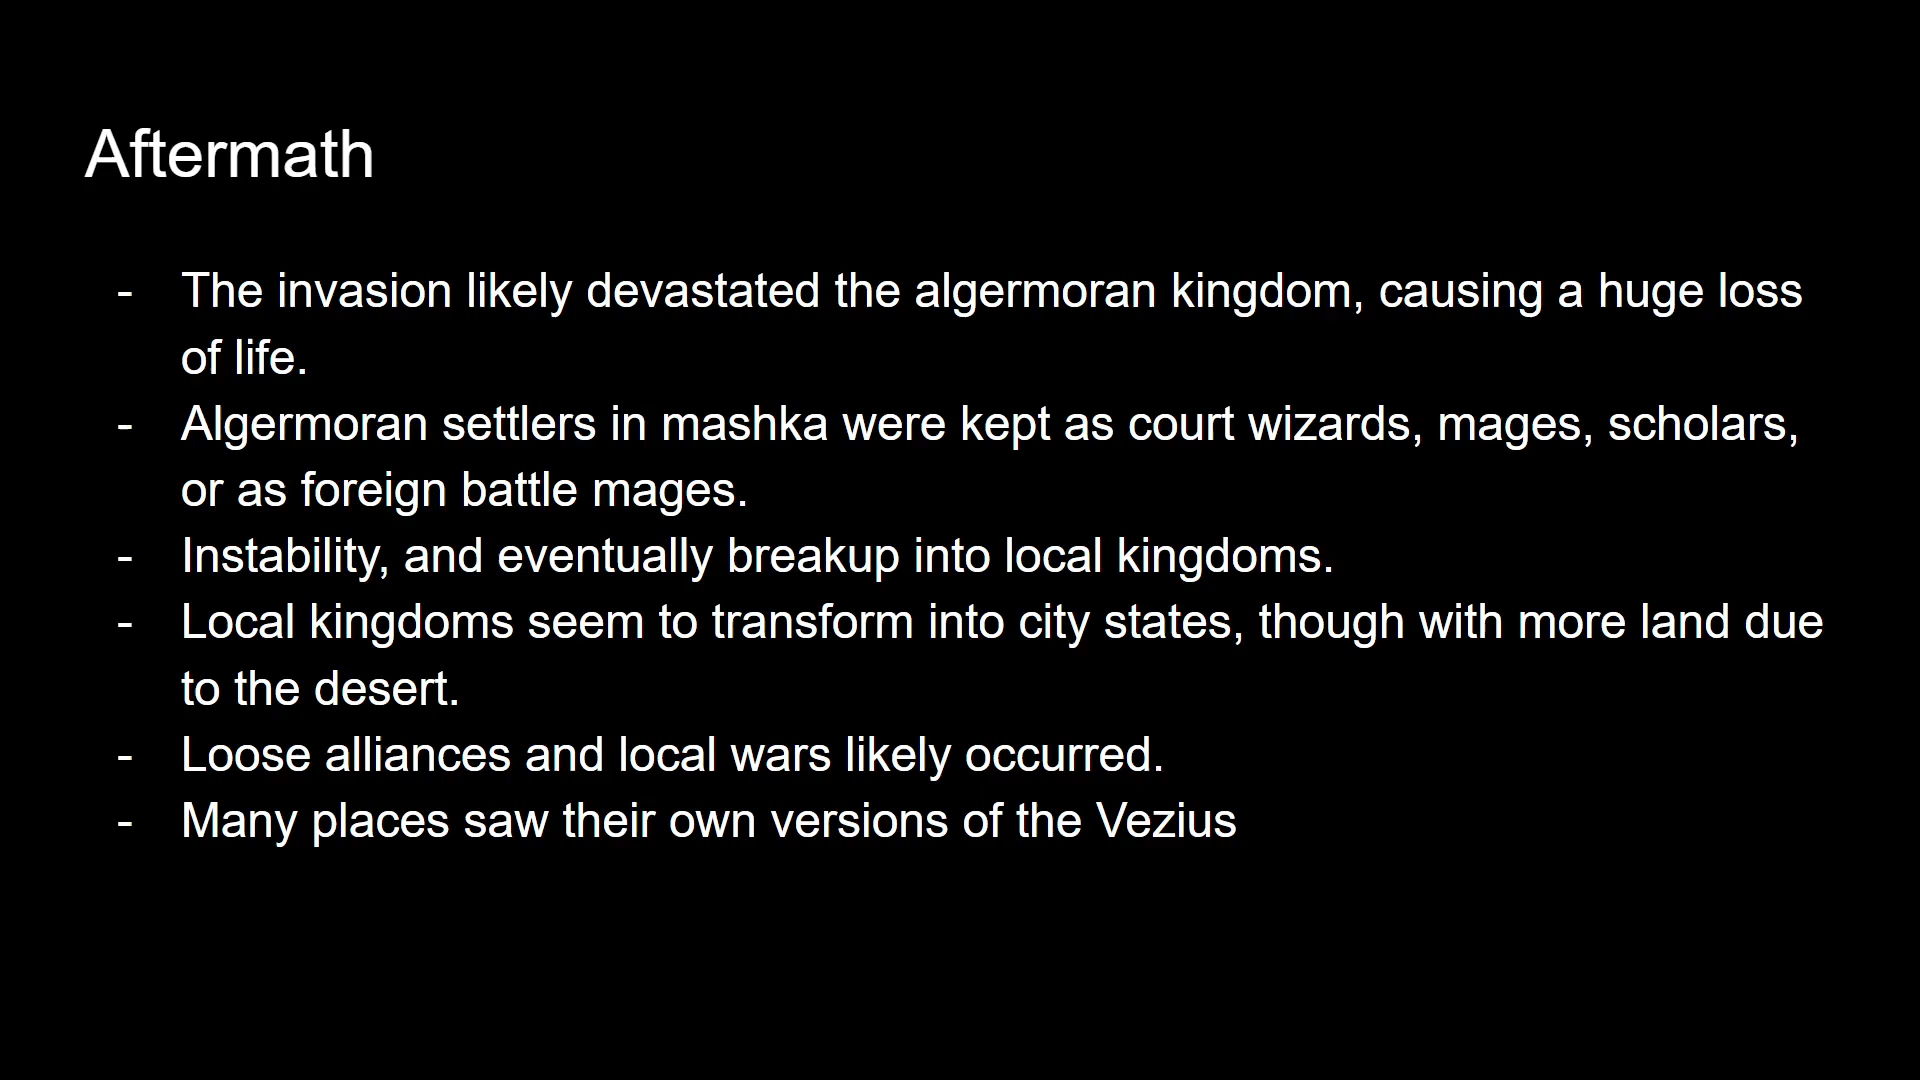 Aftermath
- The invasion likely devastated the algermoran kingdom, causing a huge loss
of life.
- Algermoran settlers in mashka were kept as court wizards, mages, scholars,
or as foreign battle mages.
- Instability, and eventually breakup into local kingdoms.
- Local kingdoms seem to transform into city states, though with more land due
to the desert.
- Loose alliances and local wars likely occurred.
- Many places saw their own versions of the Vezius